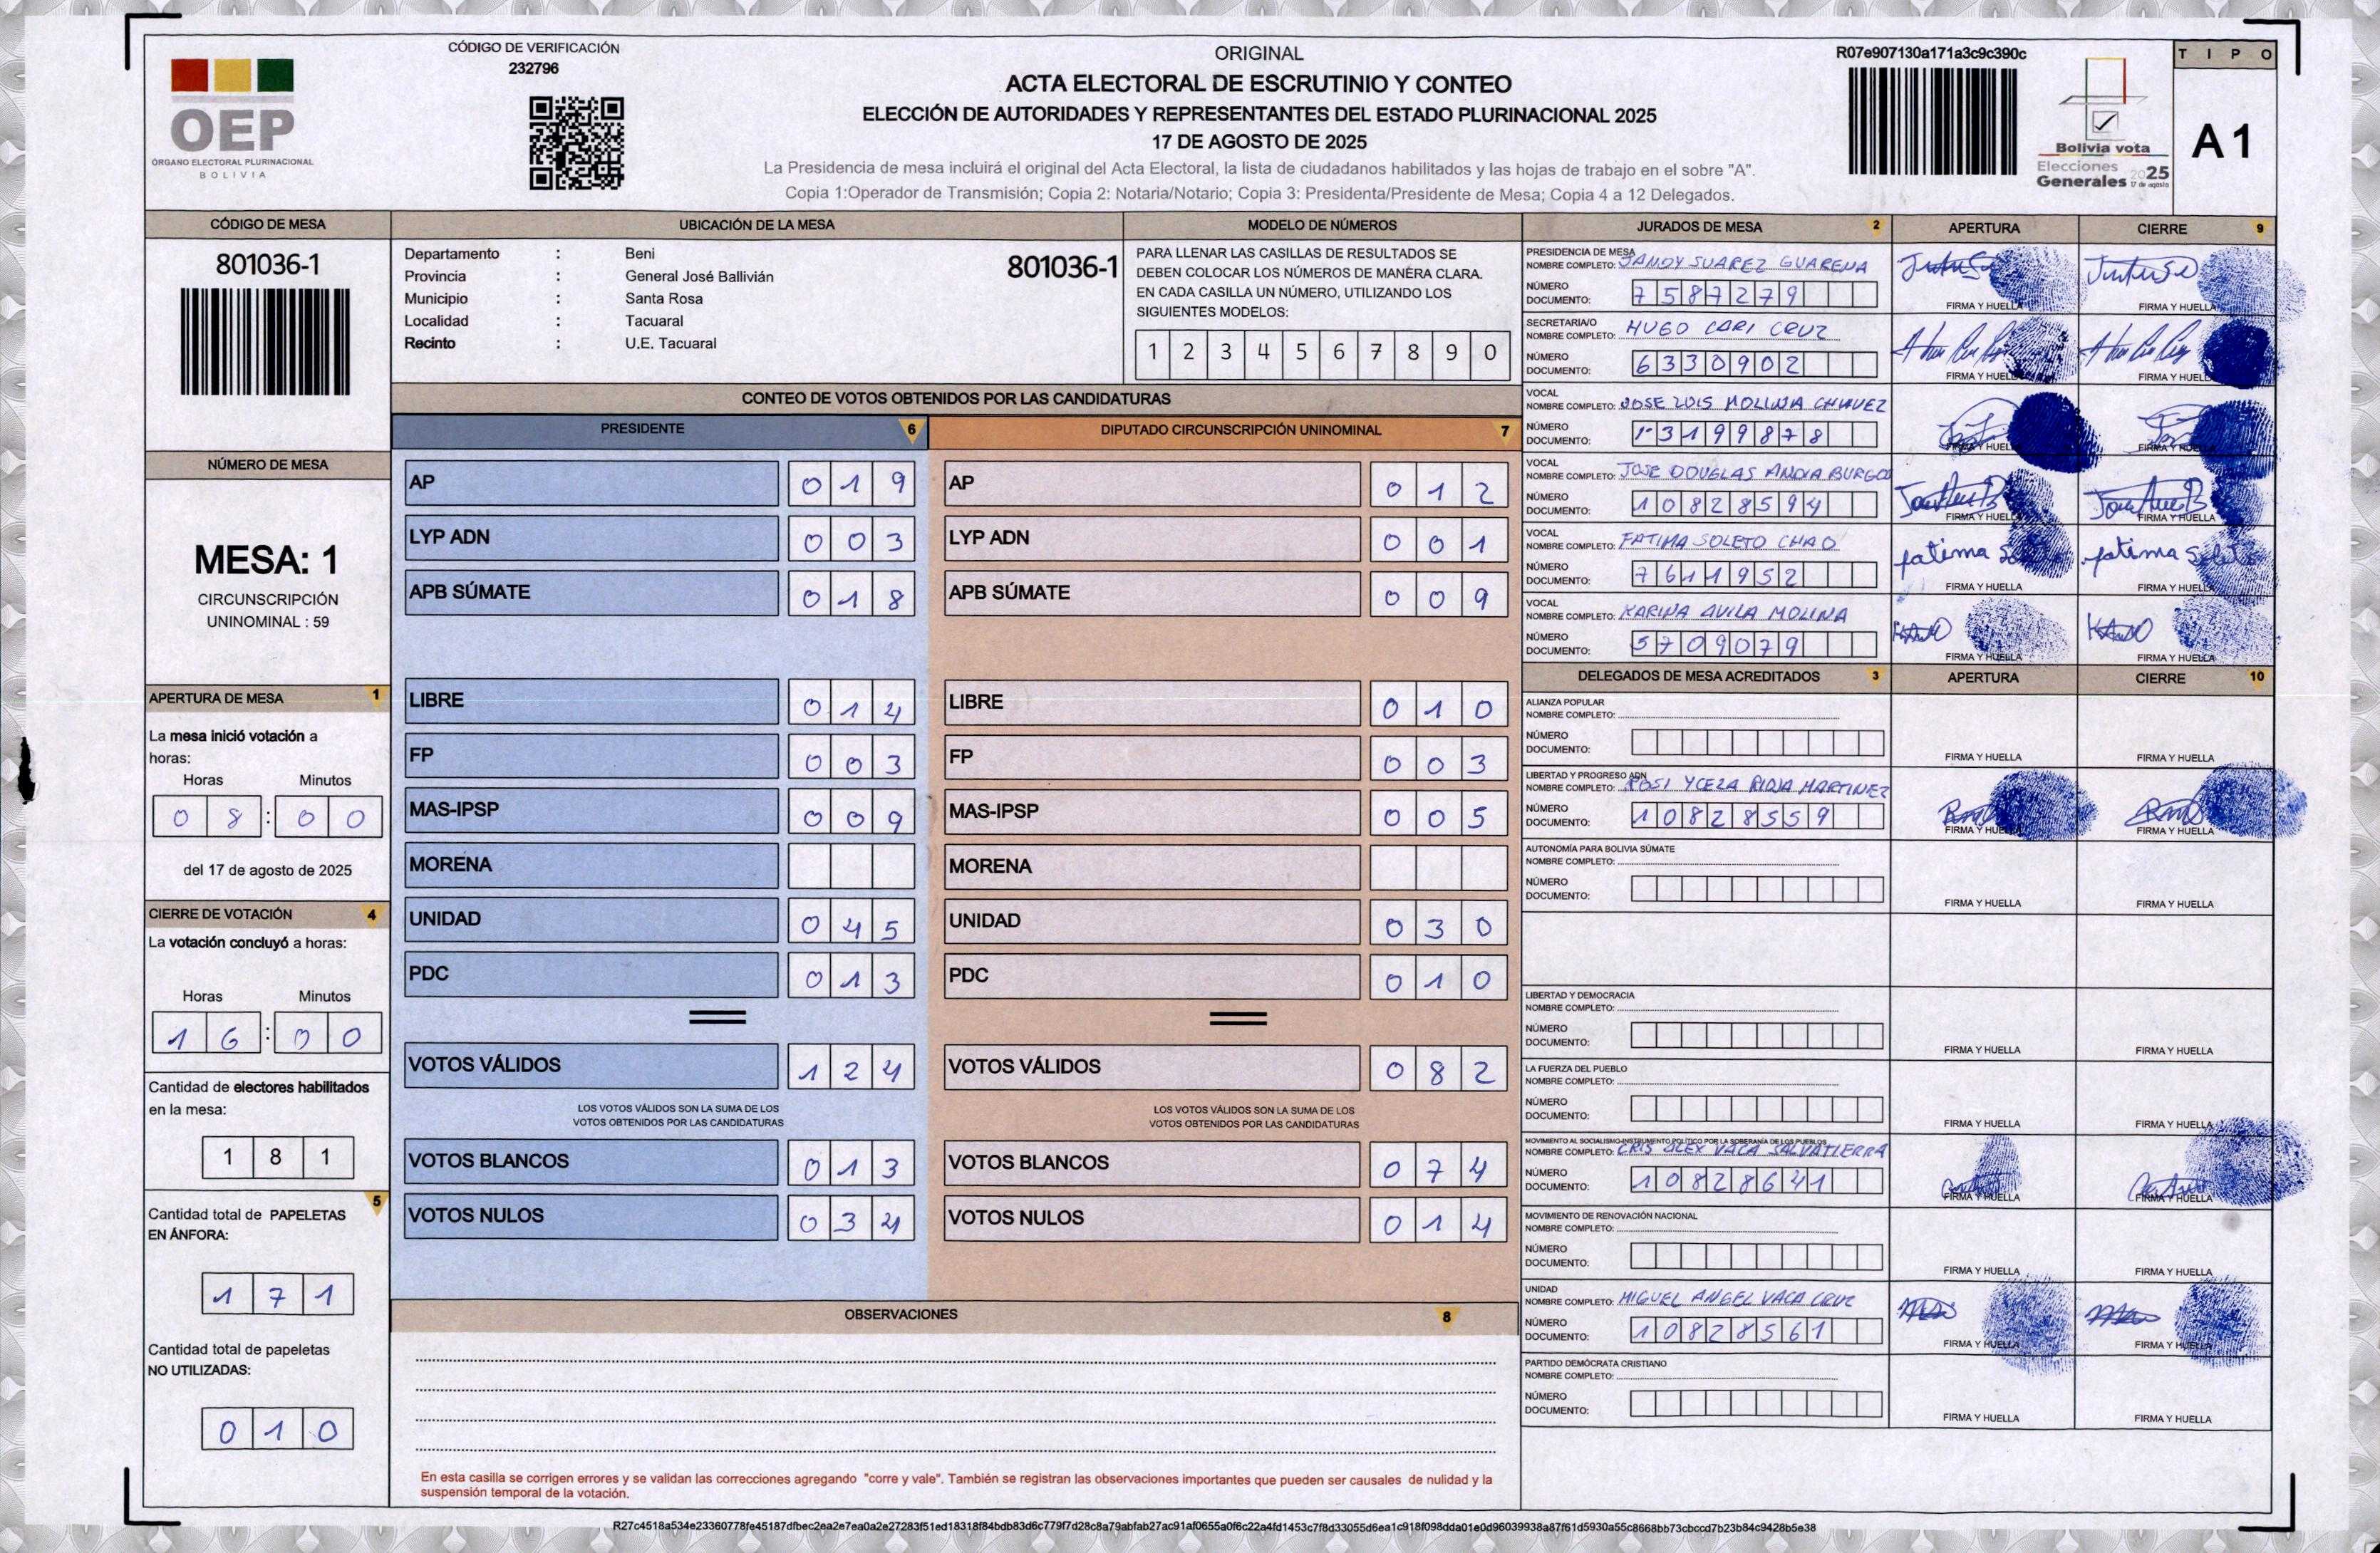 CÓDIGO DE VERIFICACIÓN
232796
ORIGINAL
ACTA ELECTORAL DE ESCRUTINIO Y CONTEO
ELECCIÓN DE AUTORIDADES Y REPRESENTANTES DEL ESTADO PLURINACIONAL 2025
17 DE AGOSTO DE 2025
La Presidencia de mesa incluirá el original del Acta Electoral, la lista de ciudadanos habilitados y las hojas de trabajo en el sobre "A".
Copia 1:Operador de Transmisión; Copia 2: Notaria/Notario; Copia 3: Presidenta/Presidente de Mesa; Copia 4 a 12 Delegados.
OEP
ÓRGANO ELECTORAL PLURINACIONAL
BOLIVIA
R07e907130a171a3c9c390c
Bolivia vota
Elecciones
Generales 2025
17 de agosto
TIPO
A1
CÓDIGO DE MESA
801036-1
NÚMERO DE MESA
MESA: 1
CIRCUNSCRIPCIÓN
UNINOMINAL : 59
APERTURA DE MESA 1
La mesa inició votación a
horas:
Horas Minutos
0 8 : 0 0
del 17 de agosto de 2025
CIERRE DE VOTACIÓN 4
La votación concluyó a horas:
Horas Minutos
1 6 : 0 0
Cantidad de electores habilitados
en la mesa:
1 8 1
5
Cantidad total de PAPELETAS
EN ÁNFORA:
1 7 1
Cantidad total de papeletas
NO UTILIZADAS:
0 1 0
UBICACIÓN DE LA MESA
Departamento : Beni
Provincia : General José Ballivián
Municipio : Santa Rosa
Localidad : Tacuaral
Recinto : U.E. Tacuaral
801036-1
MODELO DE NÚMEROS
PARA LLENAR LAS CASILLAS DE RESULTADOS SE
DEBEN COLOCAR LOS NÚMEROS DE MANERA CLARA.
EN CADA CASILLA UN NÚMERO, UTILIZANDO LOS
SIGUIENTES MODELOS:
1 2 3 4 5 6 7 8 9 0
CONTEO DE VOTOS OBTENIDOS POR LAS CANDIDATURAS
PRESIDENTE 6
AP 0 1 9
LYP ADN 0 0 3
APB SÚMATE 0 1 8
LIBRE 0 1 4
FP 0 0 3
MAS-IPSP 0 0 9
MORENA
UNIDAD 0 4 5
PDC 0 1 3
VOTOS VÁLIDOS 1 2 4
LOS VOTOS VÁLIDOS SON LA SUMA DE LOS
VOTOS OBTENIDOS POR LAS CANDIDATURAS
VOTOS BLANCOS 0 1 3
VOTOS NULOS 0 3 4
DIPUTADO CIRCUNSCRIPCIÓN UNINOMINAL 7
AP 0 1 2
LYP ADN 0 0 1
APB SÚMATE 0 0 9
LIBRE 0 1 0
FP 0 0 3
MAS-IPSP 0 0 5
MORENA
UNIDAD 0 3 0
PDC 0 1 0
VOTOS VÁLIDOS 0 8 2
LOS VOTOS VÁLIDOS SON LA SUMA DE LOS
VOTOS OBTENIDOS POR LAS CANDIDATURAS
VOTOS BLANCOS 0 7 4
VOTOS NULOS 0 1 4
OBSERVACIONES 8
En esta casilla se corrigen errores y se validan las correcciones agregando "corre y vale". También se registran las observaciones importantes que pueden ser causales de nulidad y la
suspensión temporal de la votación.
JURADOS DE MESA 2 APERTURA CIERRE 9
PRESIDENCIA DE MESA
NOMBRE COMPLETO: JANDY SUAREZ GUARENA
NÚMERO
DOCUMENTO: 7587279
FIRMA Y HUELLA FIRMA Y HUELLA
SECRETARIA/O
NOMBRE COMPLETO: HUGO CARI CRUZ
NÚMERO
DOCUMENTO: 6330902
FIRMA Y HUELLA FIRMA Y HUELLA
VOCAL
NOMBRE COMPLETO: JOSE LUIS MOLINA CHAVEZ
NÚMERO
DOCUMENTO: 13199878
FIRMA Y HUELLA FIRMA Y HUELLA
VOCAL
NOMBRE COMPLETO: JOSE DOUGLAS ANDIA BURGOS
NÚMERO
DOCUMENTO: 10828594
FIRMA Y HUELLA FIRMA Y HUELLA
VOCAL
NOMBRE COMPLETO: FATIMA SOLETO CHAO
NÚMERO
DOCUMENTO: 7611952
fatima Soleto fatima Soleto
FIRMA Y HUELLA FIRMA Y HUELLA
VOCAL
NOMBRE COMPLETO: KARINA AVILA MOLINA
NÚMERO
DOCUMENTO: 5709079
FIRMA Y HUELLA FIRMA Y HUELLA
DELEGADOS DE MESA ACREDITADOS 3 APERTURA CIERRE 10
ALIANZA POPULAR
NOMBRE COMPLETO:
NÚMERO
DOCUMENTO:
FIRMA Y HUELLA FIRMA Y HUELLA
LIBERTAD Y PROGRESO ADN
NOMBRE COMPLETO: ROSI YCELA RIOJA MARTINEZ
NÚMERO
DOCUMENTO: 10828559
FIRMA Y HUELLA FIRMA Y HUELLA
AUTONOMÍA PARA BOLIVIA SÚMATE
NOMBRE COMPLETO:
NÚMERO
DOCUMENTO:
FIRMA Y HUELLA FIRMA Y HUELLA
LIBERTAD Y DEMOCRACIA
NOMBRE COMPLETO:
NÚMERO
DOCUMENTO:
FIRMA Y HUELLA FIRMA Y HUELLA
LA FUERZA DEL PUEBLO
NOMBRE COMPLETO:
NÚMERO
DOCUMENTO:
FIRMA Y HUELLA FIRMA Y HUELLA
MOVIMIENTO AL SOCIALISMO-INSTRUMENTO POLÍTICO POR LA SOBERANÍA DE LOS PUEBLOS
NOMBRE COMPLETO: CRIS ALEX VACA SALVATIERRA
NÚMERO
DOCUMENTO: 10828641
FIRMA Y HUELLA FIRMA Y HUELLA
MOVIMIENTO DE RENOVACIÓN NACIONAL
NOMBRE COMPLETO:
NÚMERO
DOCUMENTO:
FIRMA Y HUELLA FIRMA Y HUELLA
UNIDAD
NOMBRE COMPLETO: MIGUEL ANGEL VACA CRUZ
NÚMERO
DOCUMENTO: 10828561
FIRMA Y HUELLA FIRMA Y HUELLA
PARTIDO DEMÓCRATA CRISTIANO
NOMBRE COMPLETO:
NÚMERO
DOCUMENTO:
FIRMA Y HUELLA FIRMA Y HUELLA